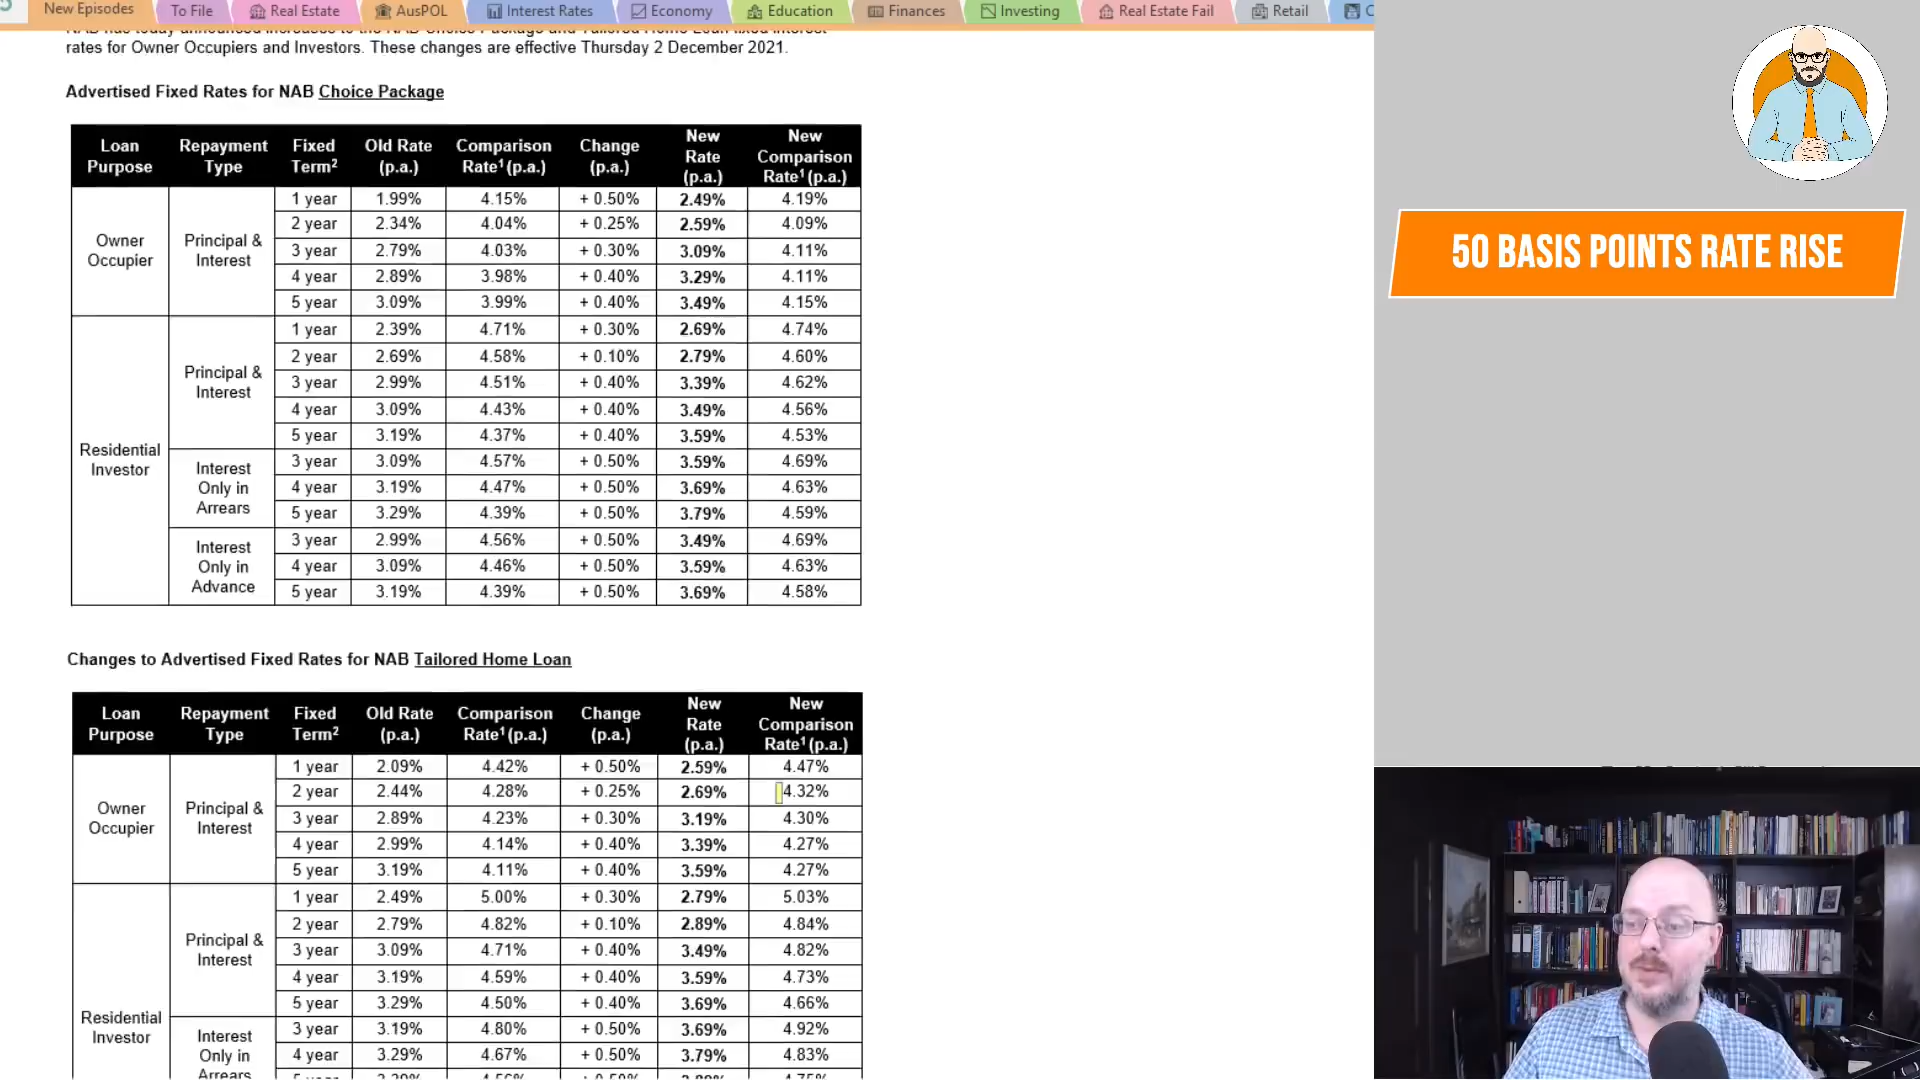 New Episodes To File Real Estate AusPOL Interest Rates Economy Education Finances Investing Real Estate Fail Retail
rates for Owner Occupiers and Investors. These changes are effective Thursday 2 December 2021.
Advertised Fixed Rates for NAB Choice Package
Loan Purpose Repayment Type Fixed Term² Old Rate (p.a.) Comparison Rate¹ (p.a.) Change (p.a.) New Rate (p.a.) New Comparison Rate¹ (p.a.)
Owner Occupier Principal & Interest 1 year 1.99% 4.15% + 0.50% 2.49% 4.19%
2 year 2.34% 4.04% + 0.25% 2.59% 4.09%
3 year 2.79% 4.03% + 0.30% 3.09% 4.11%
4 year 2.89% 3.98% + 0.40% 3.29% 4.11%
5 year 3.09% 3.99% + 0.40% 3.49% 4.15%
Residential Investor Principal & Interest 1 year 2.39% 4.71% + 0.30% 2.69% 4.74%
2 year 2.69% 4.58% + 0.10% 2.79% 4.60%
3 year 2.99% 4.51% + 0.40% 3.39% 4.62%
4 year 3.09% 4.43% + 0.40% 3.49% 4.56%
5 year 3.19% 4.37% + 0.40% 3.59% 4.53%
Interest Only in Arrears 3 year 3.09% 4.57% + 0.50% 3.59% 4.69%
4 year 3.19% 4.47% + 0.50% 3.69% 4.63%
5 year 3.29% 4.39% + 0.50% 3.79% 4.59%
Interest Only in Advance 3 year 2.99% 4.56% + 0.50% 3.49% 4.69%
4 year 3.09% 4.46% + 0.50% 3.59% 4.63%
5 year 3.19% 4.39% + 0.50% 3.69% 4.58%
Changes to Advertised Fixed Rates for NAB Tailored Home Loan
Loan Purpose Repayment Type Fixed Term² Old Rate (p.a.) Comparison Rate¹ (p.a.) Change (p.a.) New Rate (p.a.) New Comparison Rate¹ (p.a.)
Owner Occupier Principal & Interest 1 year 2.09% 4.42% + 0.50% 2.59% 4.47%
2 year 2.44% 4.28% + 0.25% 2.69% 4.32%
3 year 2.89% 4.23% + 0.30% 3.19% 4.30%
4 year 2.99% 4.14% + 0.40% 3.39% 4.27%
5 year 3.19% 4.11% + 0.40% 3.59% 4.27%
Residential Investor Principal & Interest 1 year 2.49% 5.00% + 0.30% 2.79% 5.03%
2 year 2.79% 4.82% + 0.10% 2.89% 4.84%
3 year 3.09% 4.71% + 0.40% 3.49% 4.82%
4 year 3.19% 4.59% + 0.40% 3.59% 4.73%
5 year 3.29% 4.50% + 0.40% 3.69% 4.66%
Interest Only in Arrears 3 year 3.19% 4.80% + 0.50% 3.69% 4.92%
4 year 3.29% 4.67% + 0.50% 3.79% 4.83%
50 BASIS POINTS RATE RISE